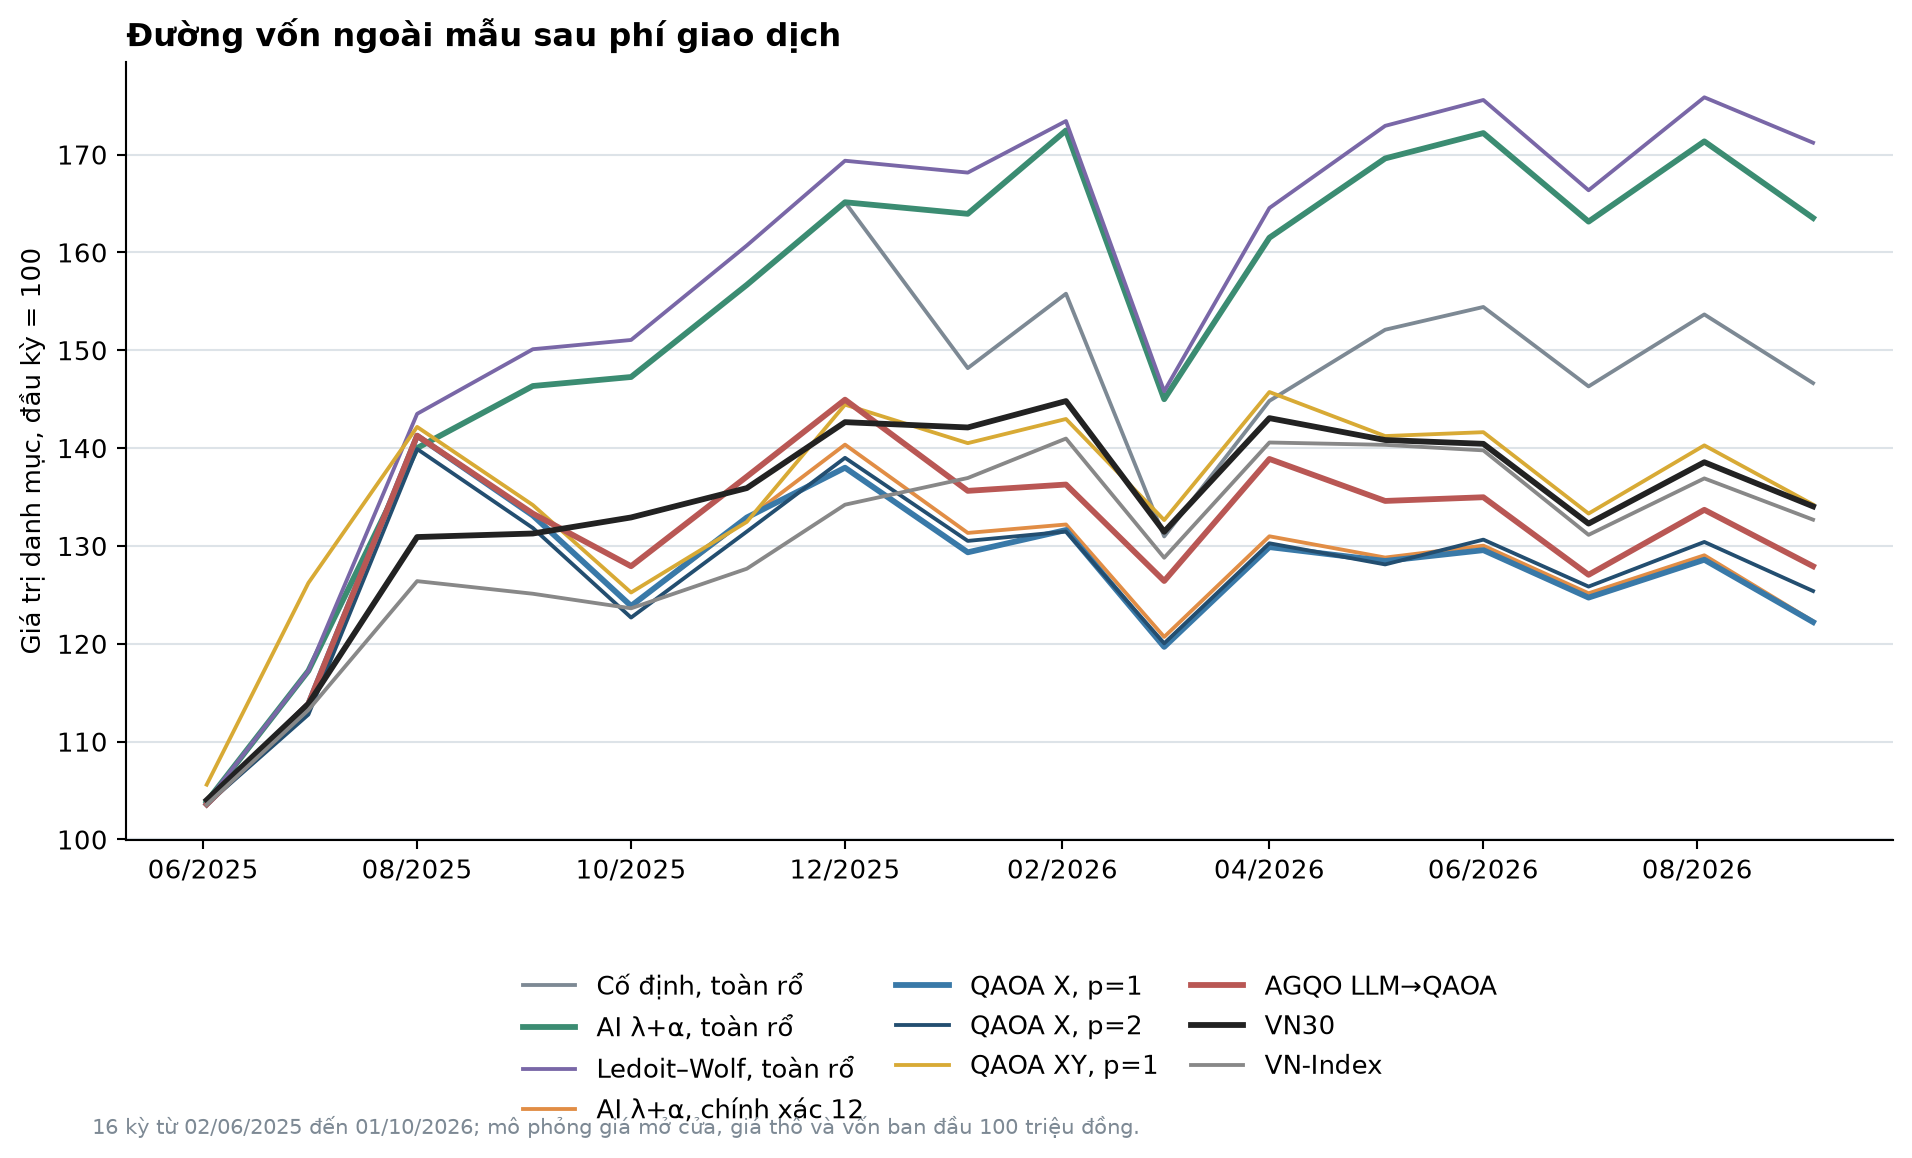 Đường vốn ngoài mẫu sau phí giao dịch
Giá trị danh mục, đầu kỳ = 100
170
160
150
140
130
120
110
100
06/2025
08/2025
10/2025
12/2025
02/2026
04/2026
06/2026
08/2026
Cố định, toàn rổ
AI λ+α, toàn rổ
Ledoit–Wolf, toàn rổ
AI λ+α, chính xác 12
QAOA X, p=1
QAOA X, p=2
QAOA XY, p=1
AGQO LLM→QAOA
VN30
VN-Index
16 kỳ từ 02/06/2025 đến 01/10/2026; mô phỏng giá mở cửa, giá thô và vốn ban đầu 100 triệu đồng.